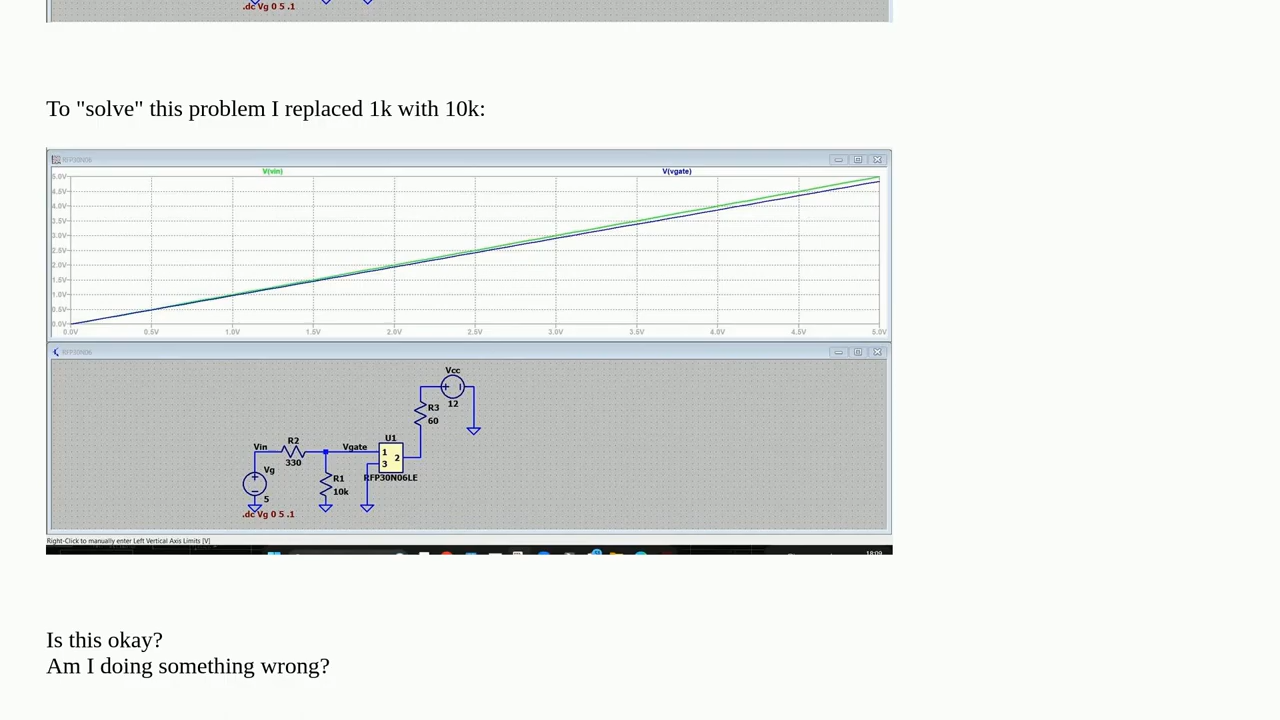 .dc Vg 0 5 .1
To "solve" this problem I replaced 1k with 10k:
RFP30N06
V(vin) V(vgate)
5.0V
4.5V
4.0V
3.5V
3.0V
2.5V
2.0V
1.5V
1.0V
0.5V
0.0V
0.0V 0.5V 1.0V 1.5V 2.0V 2.5V 3.0V 3.5V 4.0V 4.5V 5.0V
RFP30N06
Vcc
12
R3
60
U1
1
2
3
RFP30N06LE
Vin
R2
330
Vgate
Vg
5
R1
10k
.dc Vg 0 5 .1
Right-Click to manually enter Left Vertical Axis Limits [V]
18:09
Is this okay?
Am I doing something wrong?